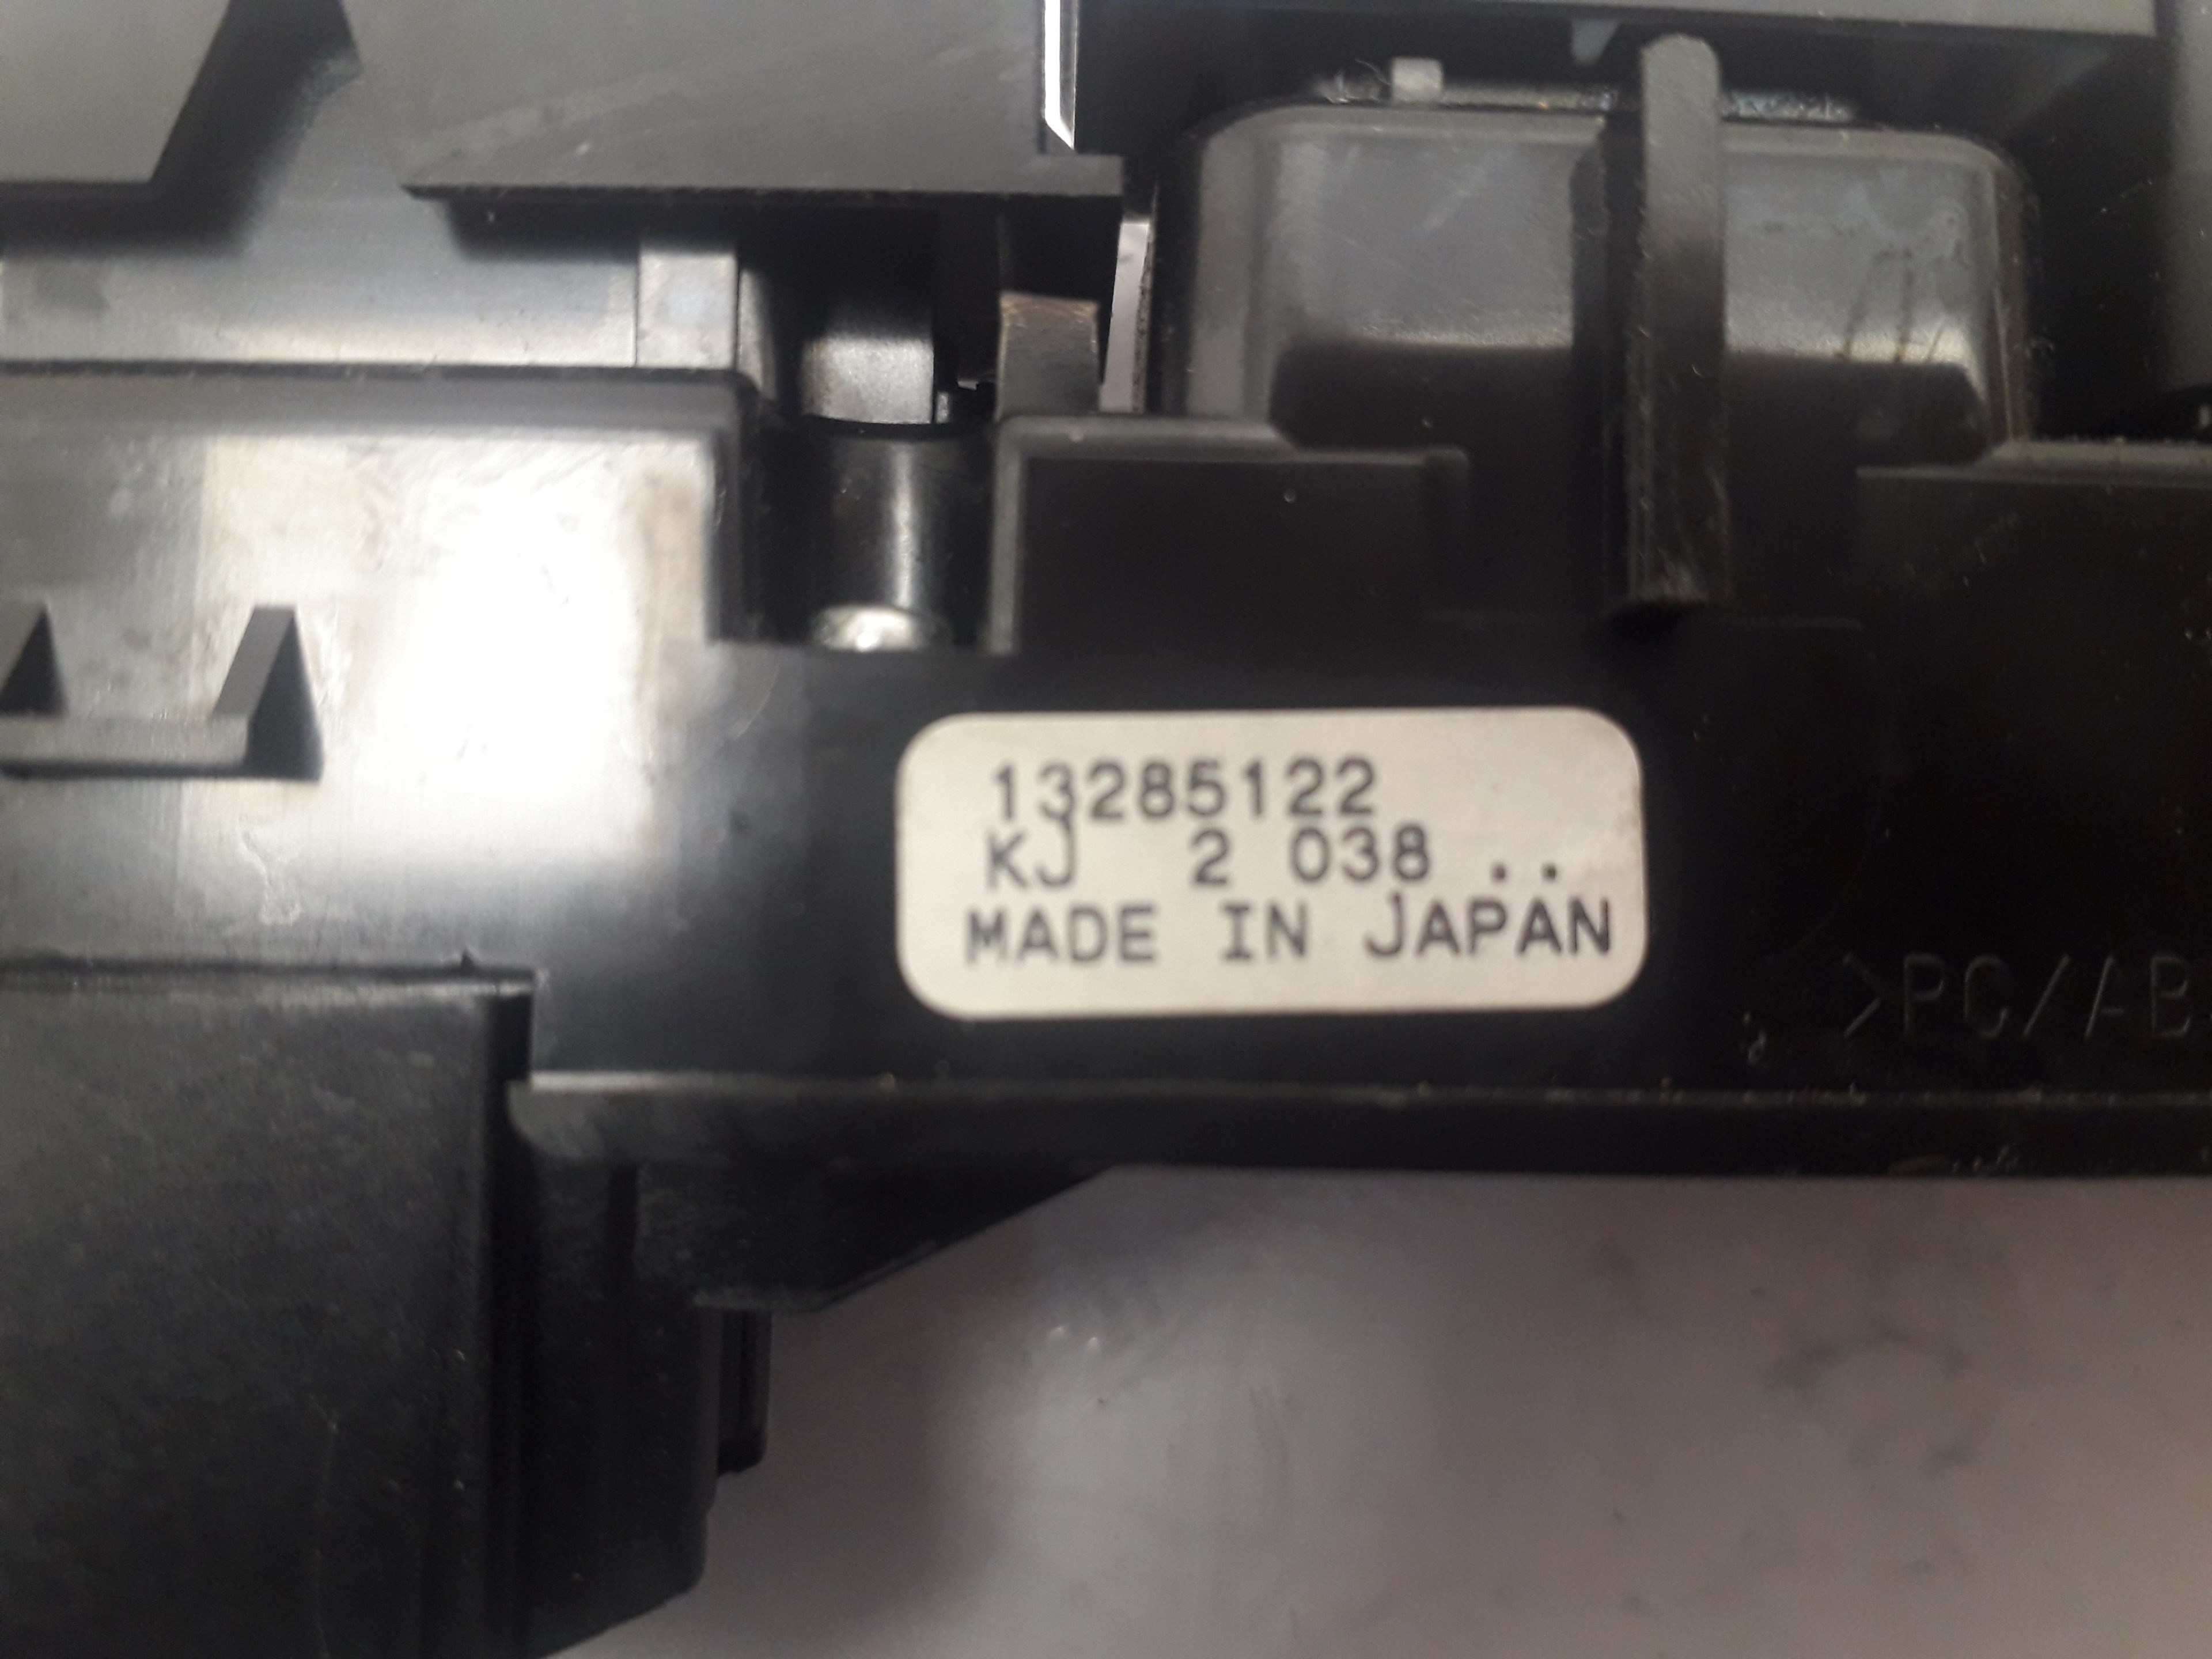 13285122
KJ 2 038 ..
MADE IN JAPAN
>PC/AB